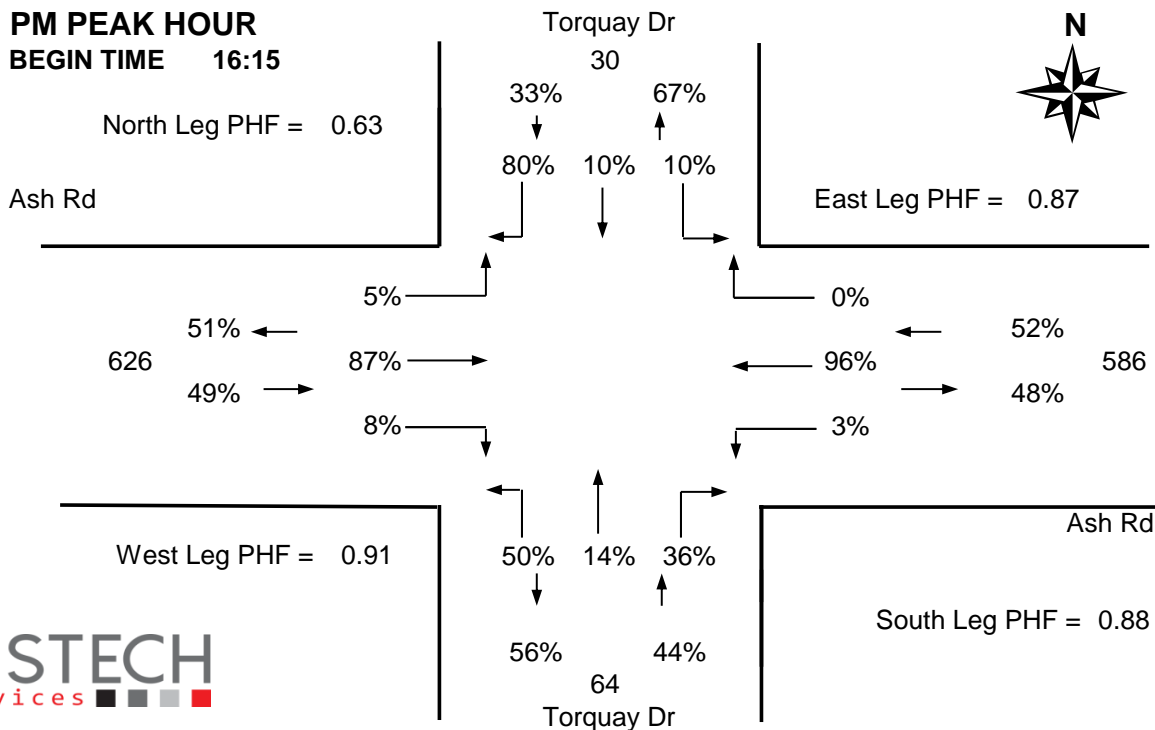 PM PEAK HOUR
BEGIN TIME 16:15
Torquay Dr
30
N
33% 67%
North Leg PHF = 0.63
80% 10% 10%
Ash Rd
East Leg PHF = 0.87
5%
0%
51%
52%
626
87%
96%
586
49%
48%
8%
3%
Ash Rd
West Leg PHF = 0.91
50% 14% 36%
South Leg PHF = 0.88
56% 44%
64
Torquay Dr
STECH
vices